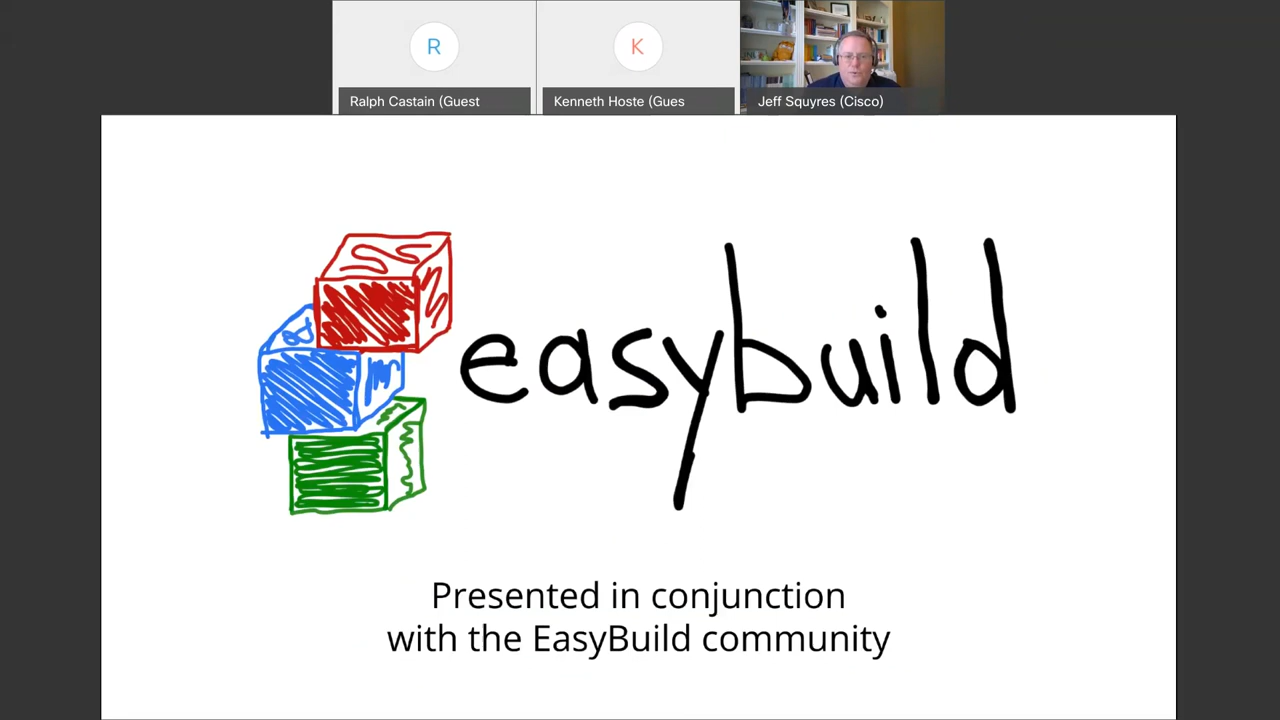 R
K
Ralph Castain (Guest
Kenneth Hoste (Gues
Jeff Squyres (Cisco)
easybuild
Presented in conjunction
with the EasyBuild community